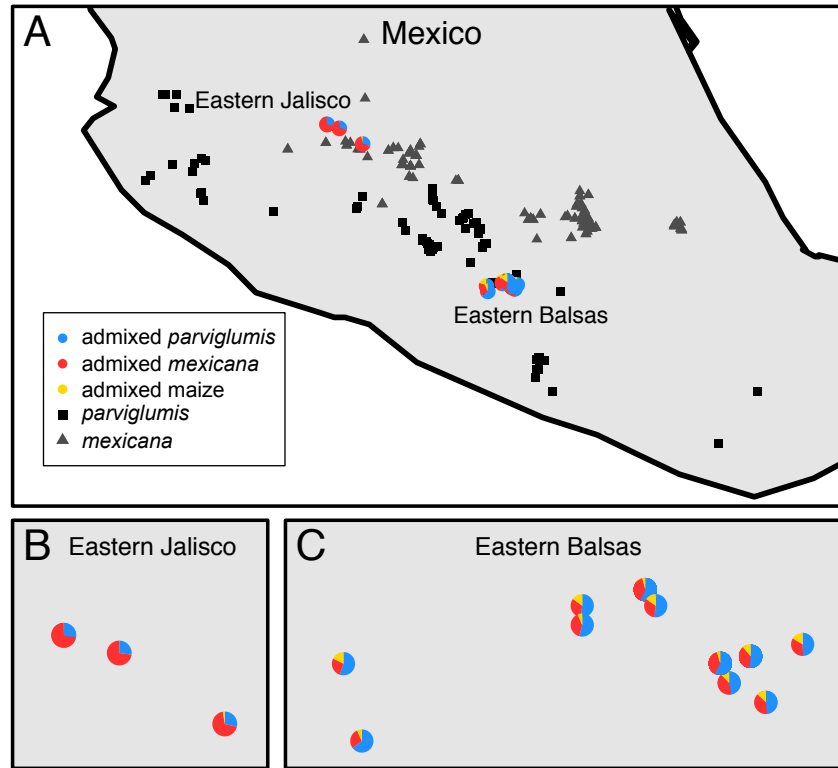 A
Mexico
Eastern Jalisco
Eastern Balsas
admixed parviglumis
admixed mexicana
admixed maize
parviglumis
mexicana
B
Eastern Jalisco
C
Eastern Balsas